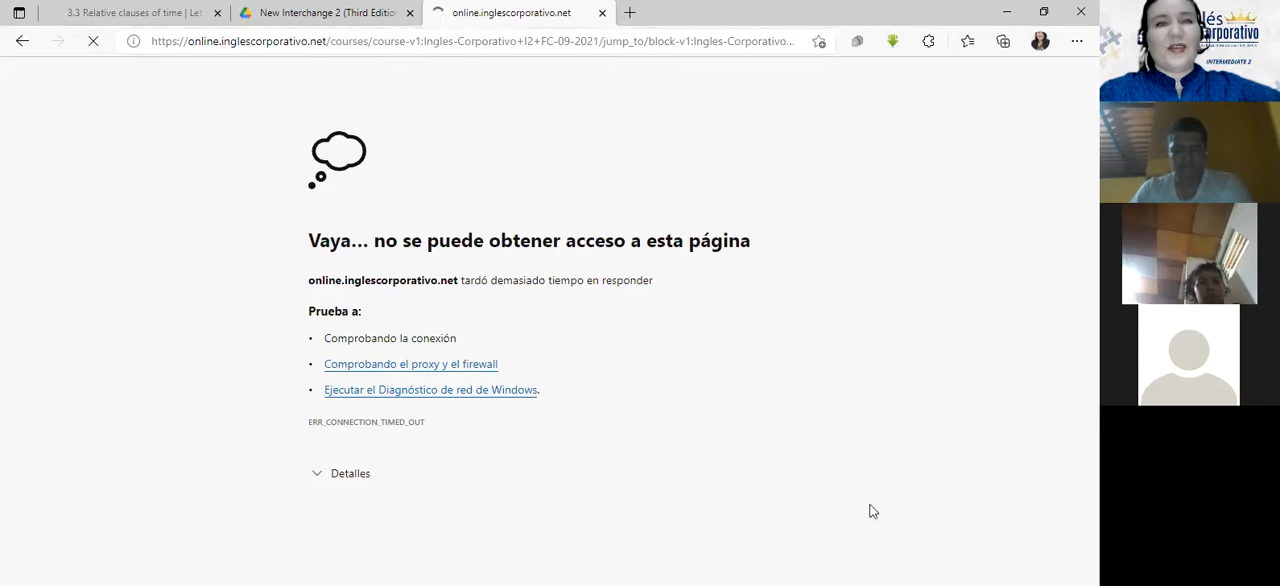 3.3 Relative clauses of time | Let
New Interchange 2 (Third Editio
online.inglescorporativo.net
https://online.inglescorporativo.net/courses/course-v1:Ingles-Corporativo+I2+FC-09-2021/jump_to/block-v1:Ingles-Corporativo...
lés
orporativo
INTERMEDIATE 2
Vaya... no se puede obtener acceso a esta página
online.inglescorporativo.net tardó demasiado tiempo en responder
Prueba a:
• Comprobando la conexión
• Comprobando el proxy y el firewall
• Ejecutar el Diagnóstico de red de Windows.
ERR_CONNECTION_TIMED_OUT
Detalles